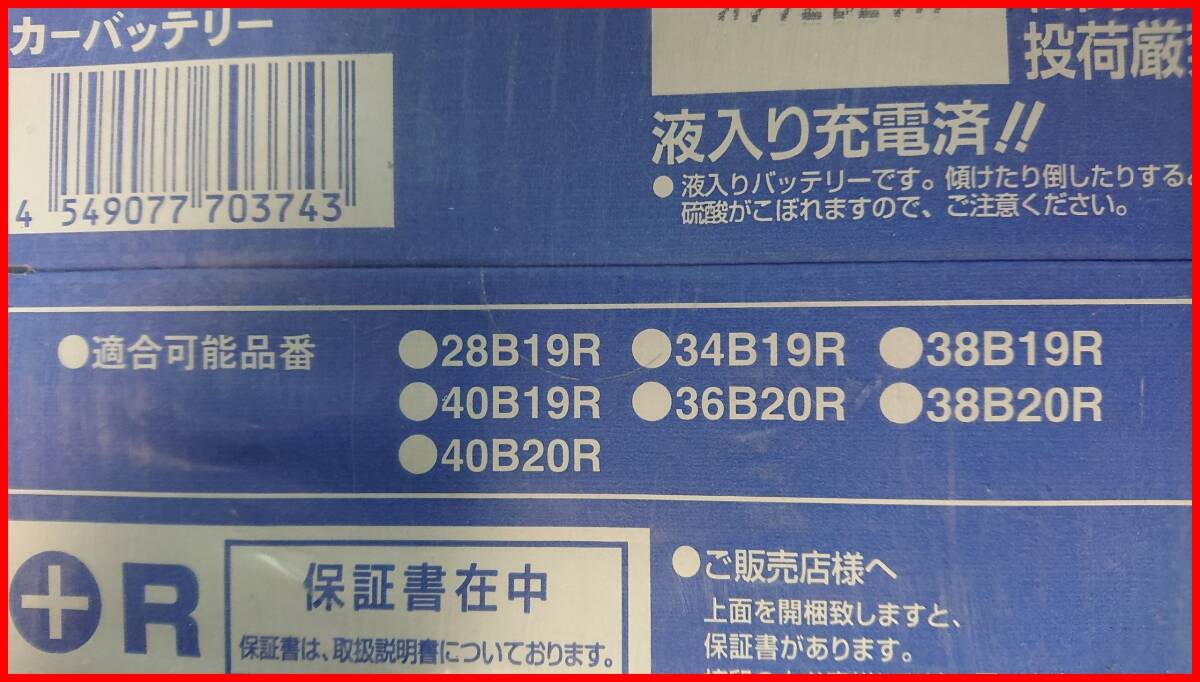 カーバッテリー
4 549077 703743
投荷厳
液入り充電済!!
● 液入りバッテリーです。傾けたり倒したりすると
硫酸がこぼれますので、ご注意ください。
●適合可能品番
●28B19R ●34B19R ●38B19R
●40B19R ●36B20R ●38B20R
●40B20R
+R
保証書在中
保証書は、取扱説明書についております。
●ご販売店様へ
上面を開梱致しますと、
保証書があります。